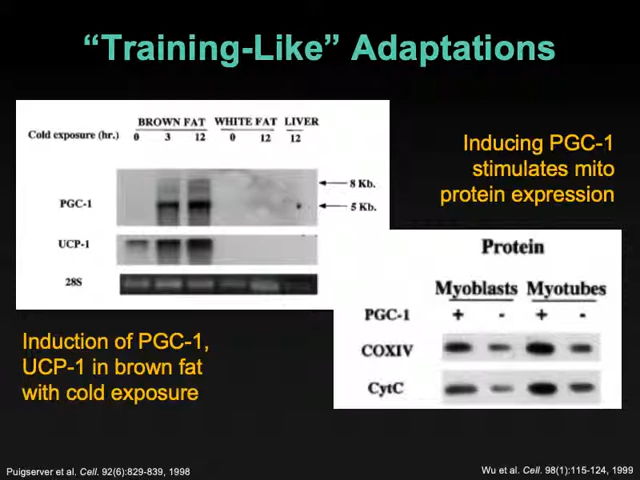 “Training-Like” Adaptations
BROWN FAT WHITE FAT LIVER
Cold exposure (hr.) 0 3 12 0 12 12
PGC-1
8 Kb.
5 Kb.
UCP-1
28S
Inducing PGC-1
stimulates mito
protein expression
Protein
Myoblasts Myotubes
PGC-1 + - + -
COXIV
CytC
Induction of PGC-1,
UCP-1 in brown fat
with cold exposure
Puigserver et al. Cell. 92(6):829-839, 1998
Wu et al. Cell. 98(1):115-124, 1999